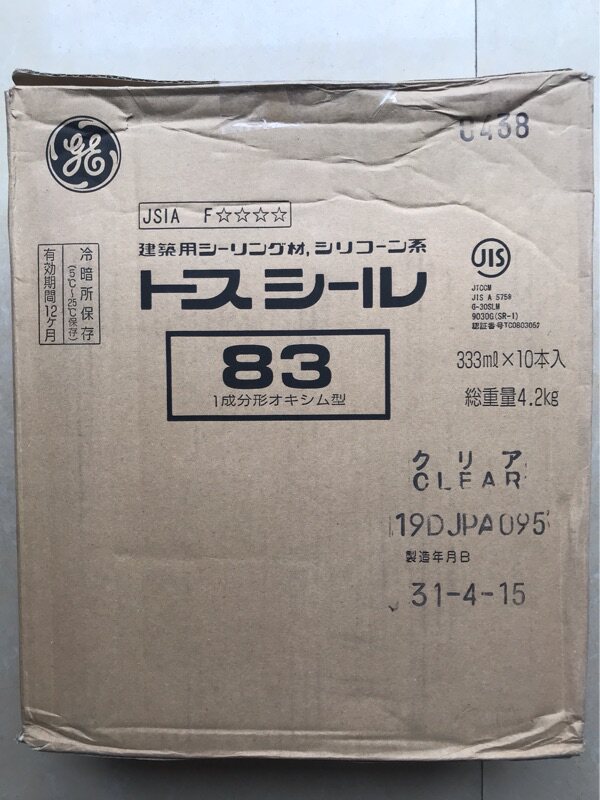 GE
0438
JSIA F☆☆☆☆
建築用シーリング材,シリコーン系
トスシール
83
1成分形オキシム型
冷暗所保存
(5℃〜25℃保存)
有効期間12ヶ月
JIS
JTCCM
JIS A 5758
G-30SLM
9030G(SR-1)
認証番号TC0803057
333mℓ×10本入
総重量4.2kg
クリア
CLEAR
19DJPA095
製造年月日
31-4-15